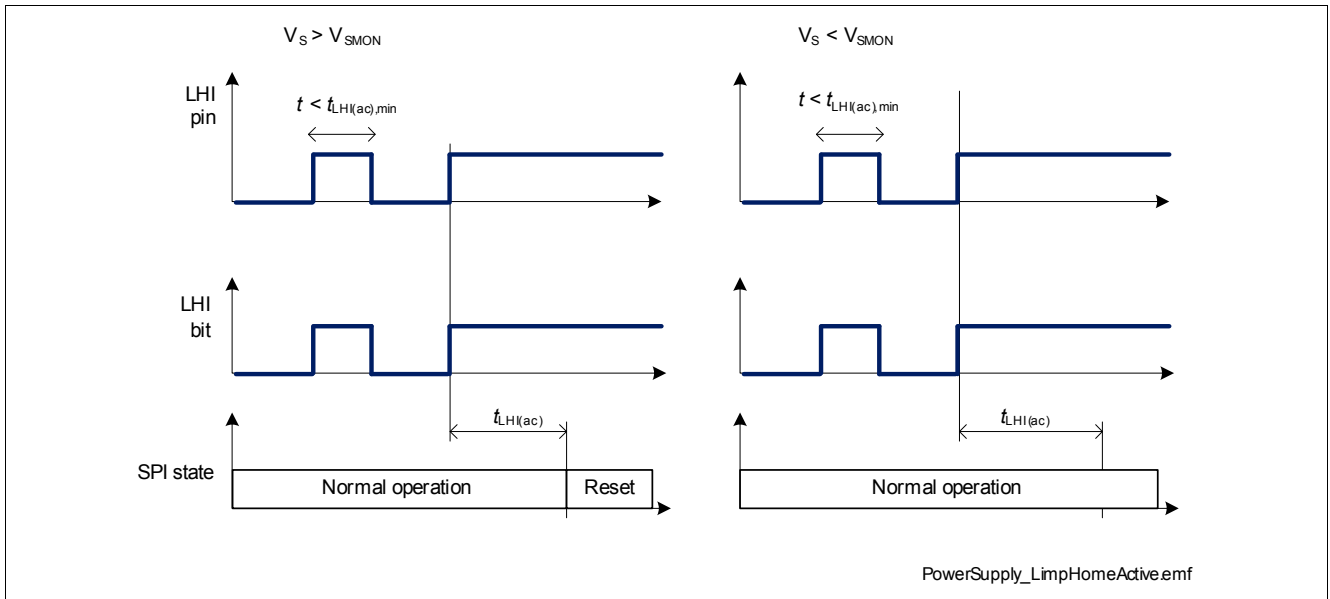 V_S > V_SMON
V_S < V_SMON
LHI
pin
t < t_LHI(ac),min
t < t_LHI(ac),min
LHI
bit
t_LHI(ac)
t_LHI(ac)
SPI state
Normal operation
Reset
Normal operation
PowerSupply_LimpHomeActive.emf